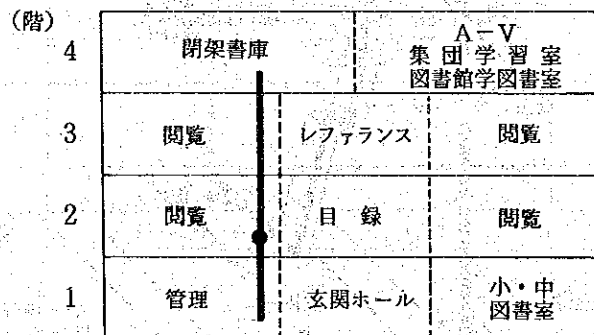 (階)
4
閉架書庫
A-V
集団学習室
図書館学図書室
3
閲覧
レファランス
閲覧
2
閲覧
目録
閲覧
1
管理
玄関ホール
小・中
図書室